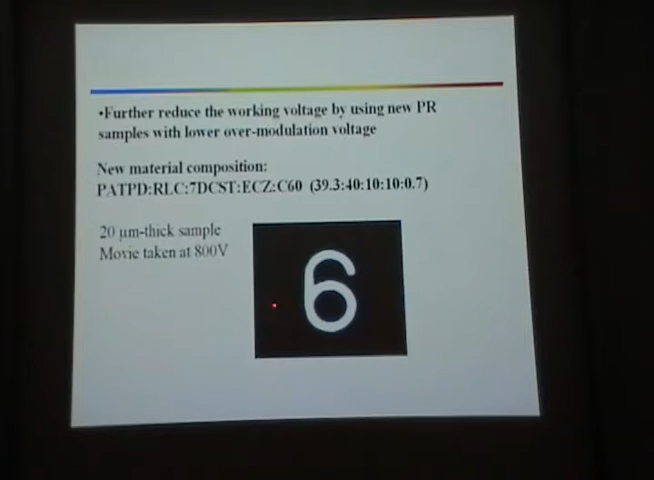 •Further reduce the working voltage by using new PR
samples with lower over-modulation voltage
New material composition:
PATPD:RLC:7DCST:ECZ:C60 (39.3:40:10:10:0.7)
20 µm-thick sample
Movie taken at 800V
6